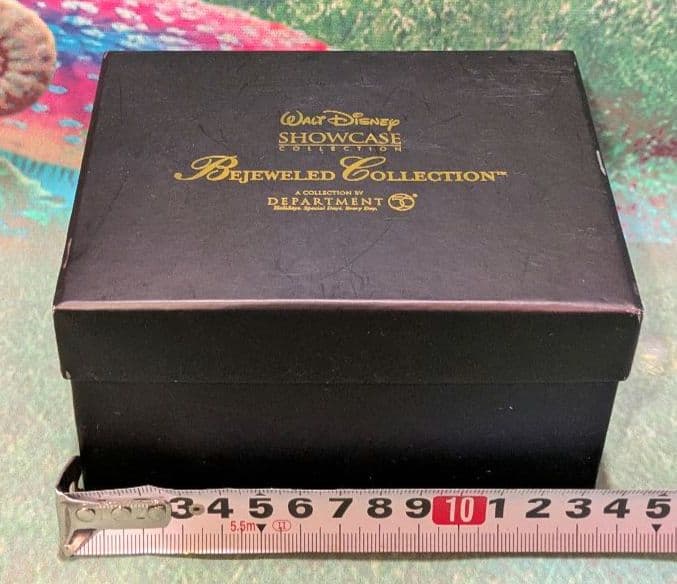 WALT DISNEY
SHOWCASE
COLLECTION
BEJEWELED COLLECTION™
A COLLECTION BY
DEPARTMENT 56®
Holidays. Special Days. Every Day.
3 4 5 6 7 8 9 10 1 2 3 4 5
5.5m